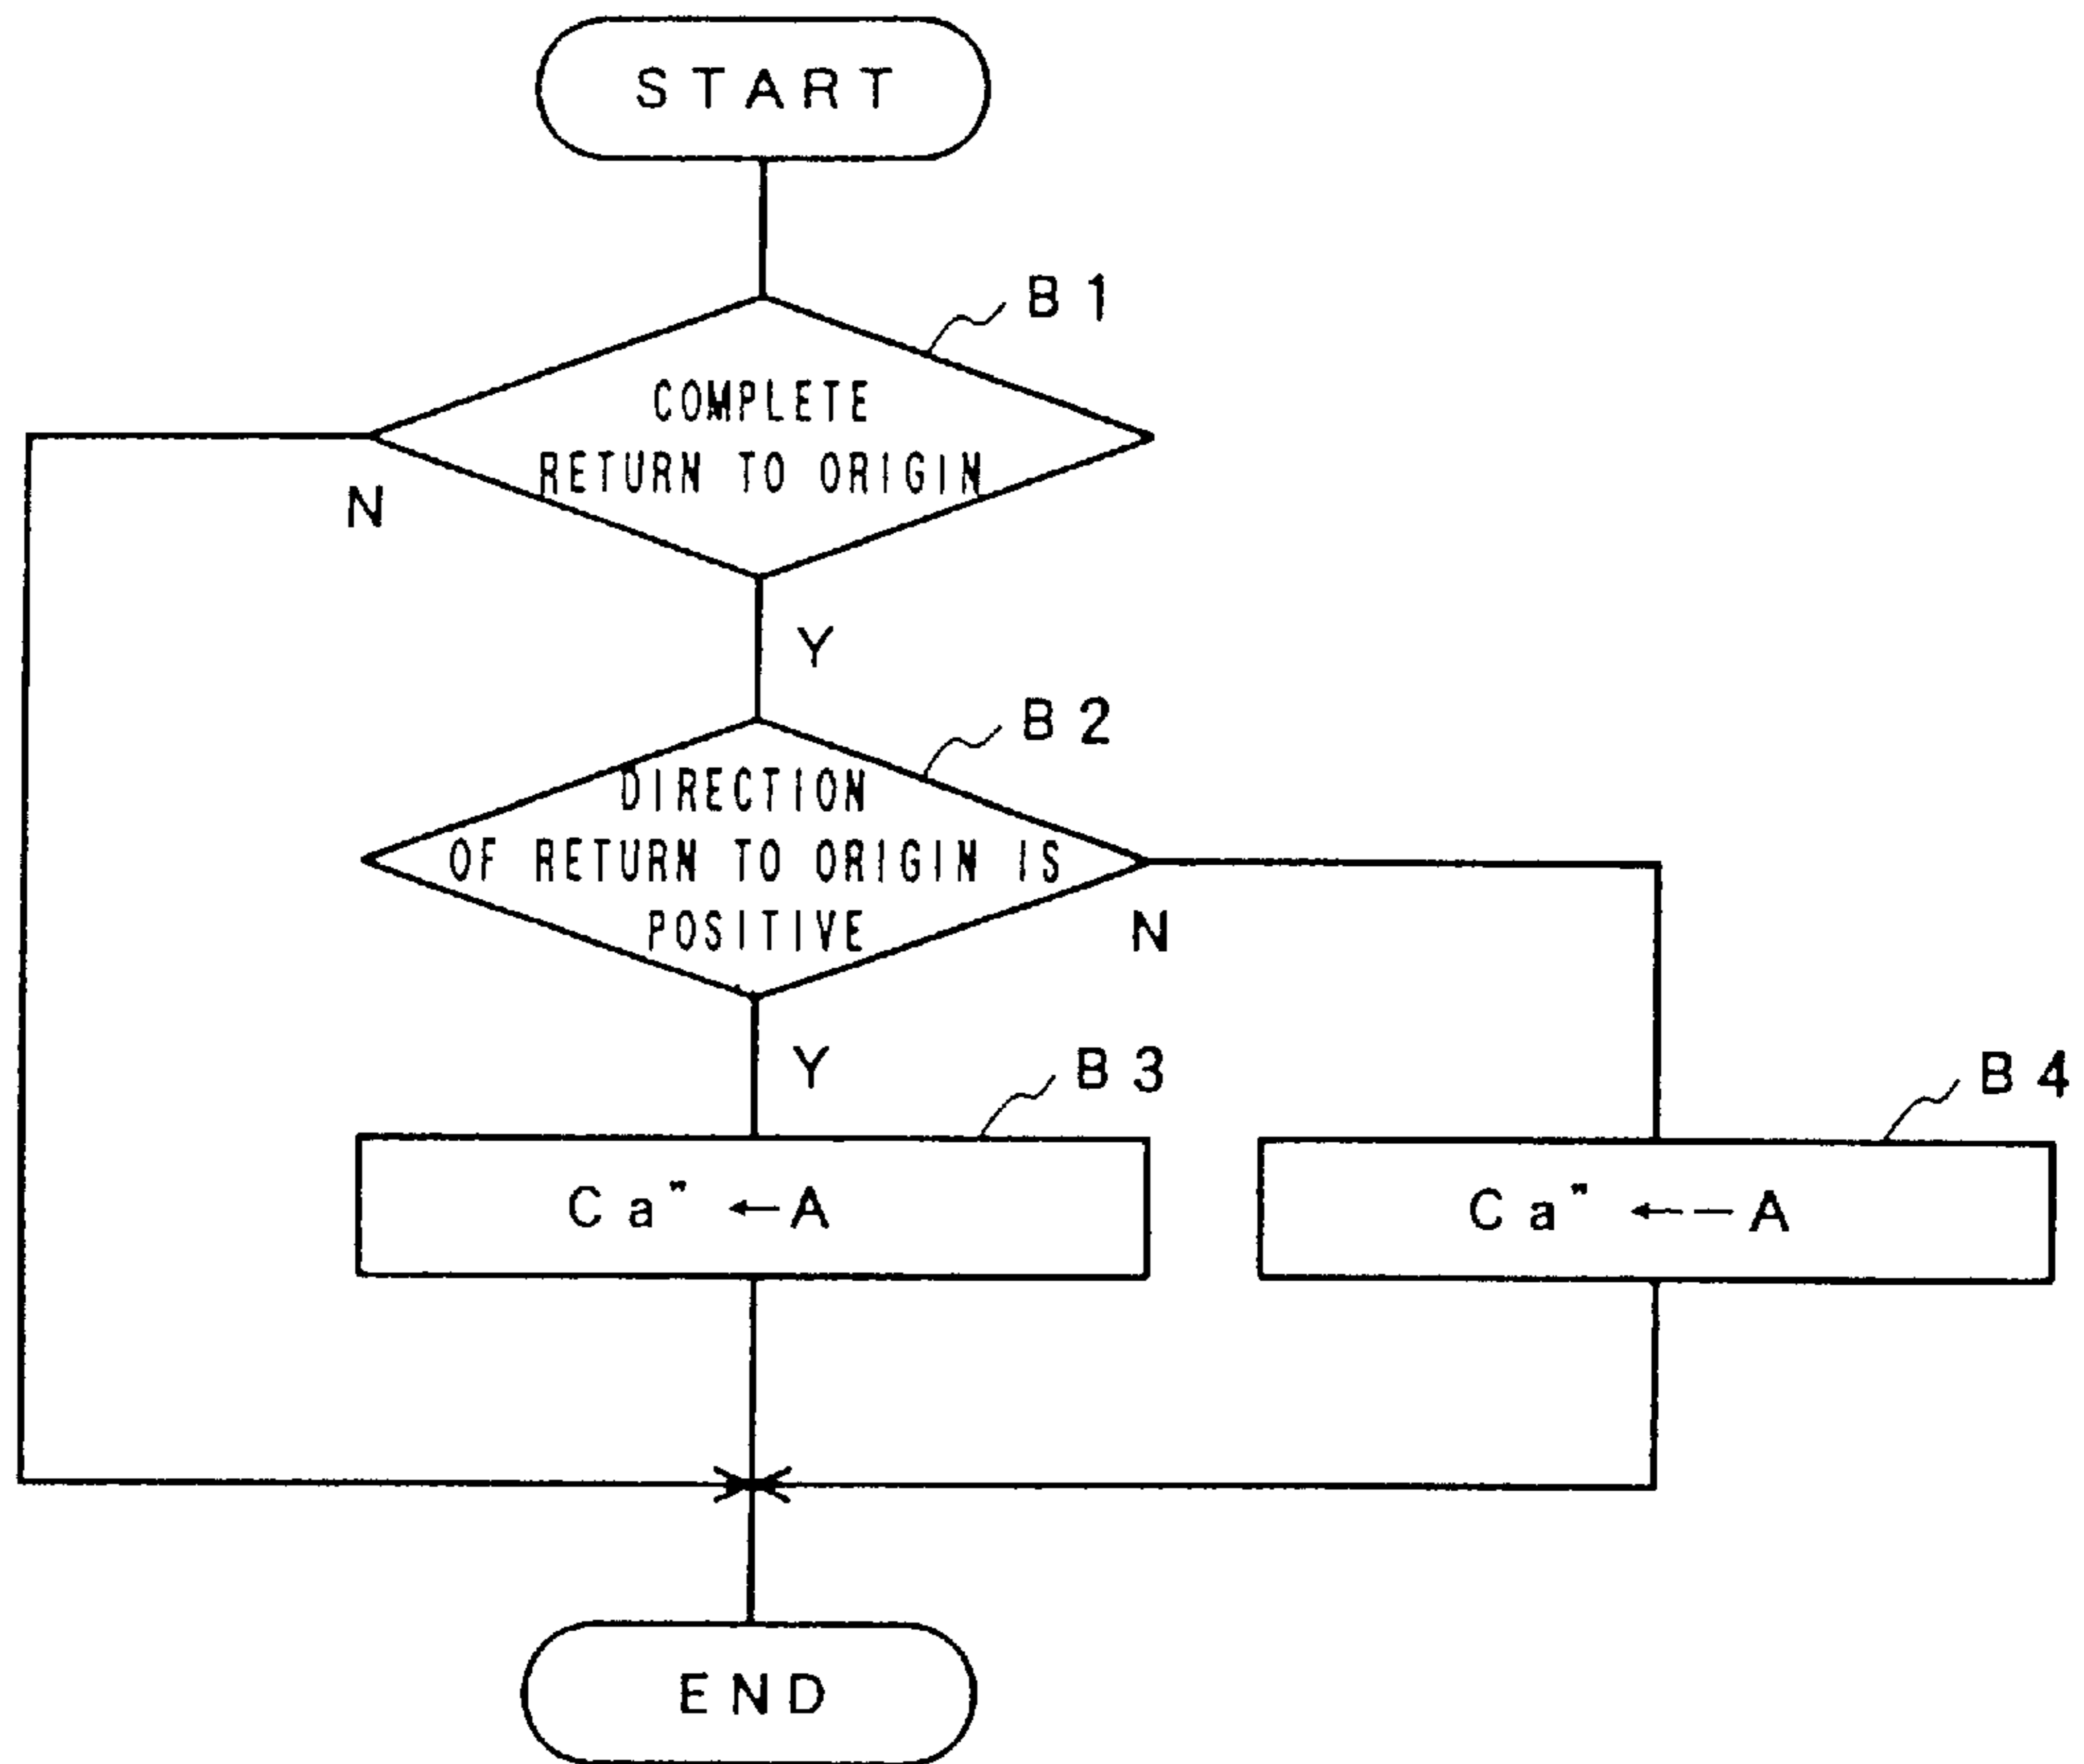 START
B1
COMPLETE
RETURN TO ORIGIN
N
Y
B2
DIRECTION
OF RETURN TO ORIGIN IS
POSITIVE
N
Y
B3
B4
Ca" ←A
Ca" ←−A
END